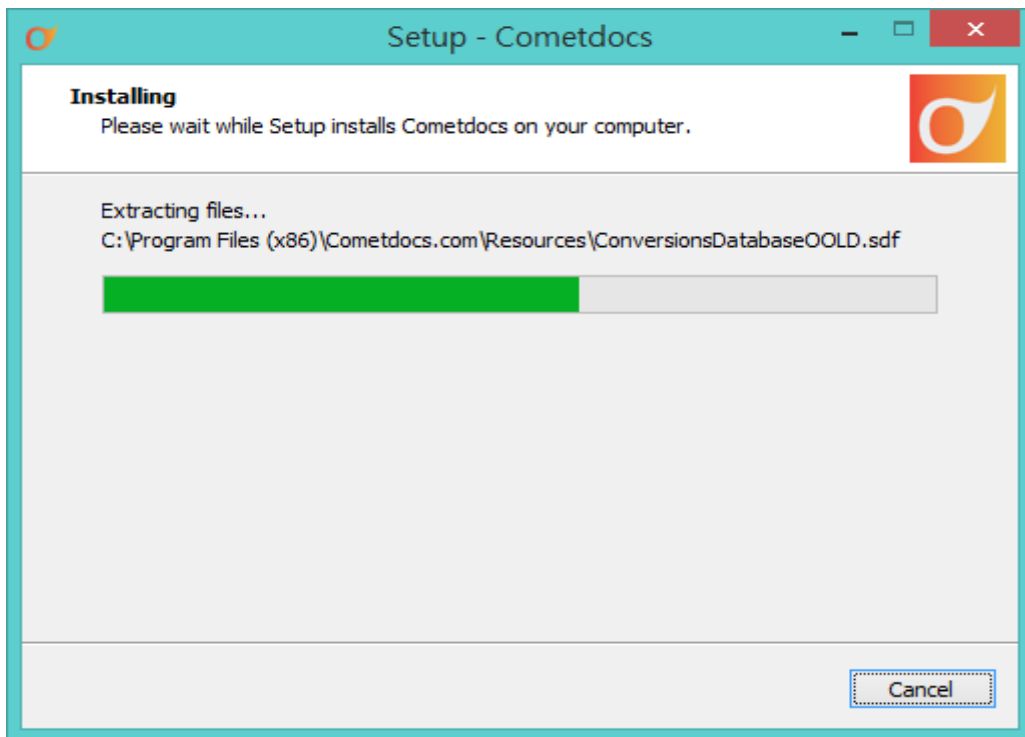 Setup - Cometdocs
Installing
Please wait while Setup installs Cometdocs on your computer.
Extracting files...
C:\Program Files (x86)\Cometdocs.com\Resources\ConversionsDatabaseOOLD.sdf
Cancel